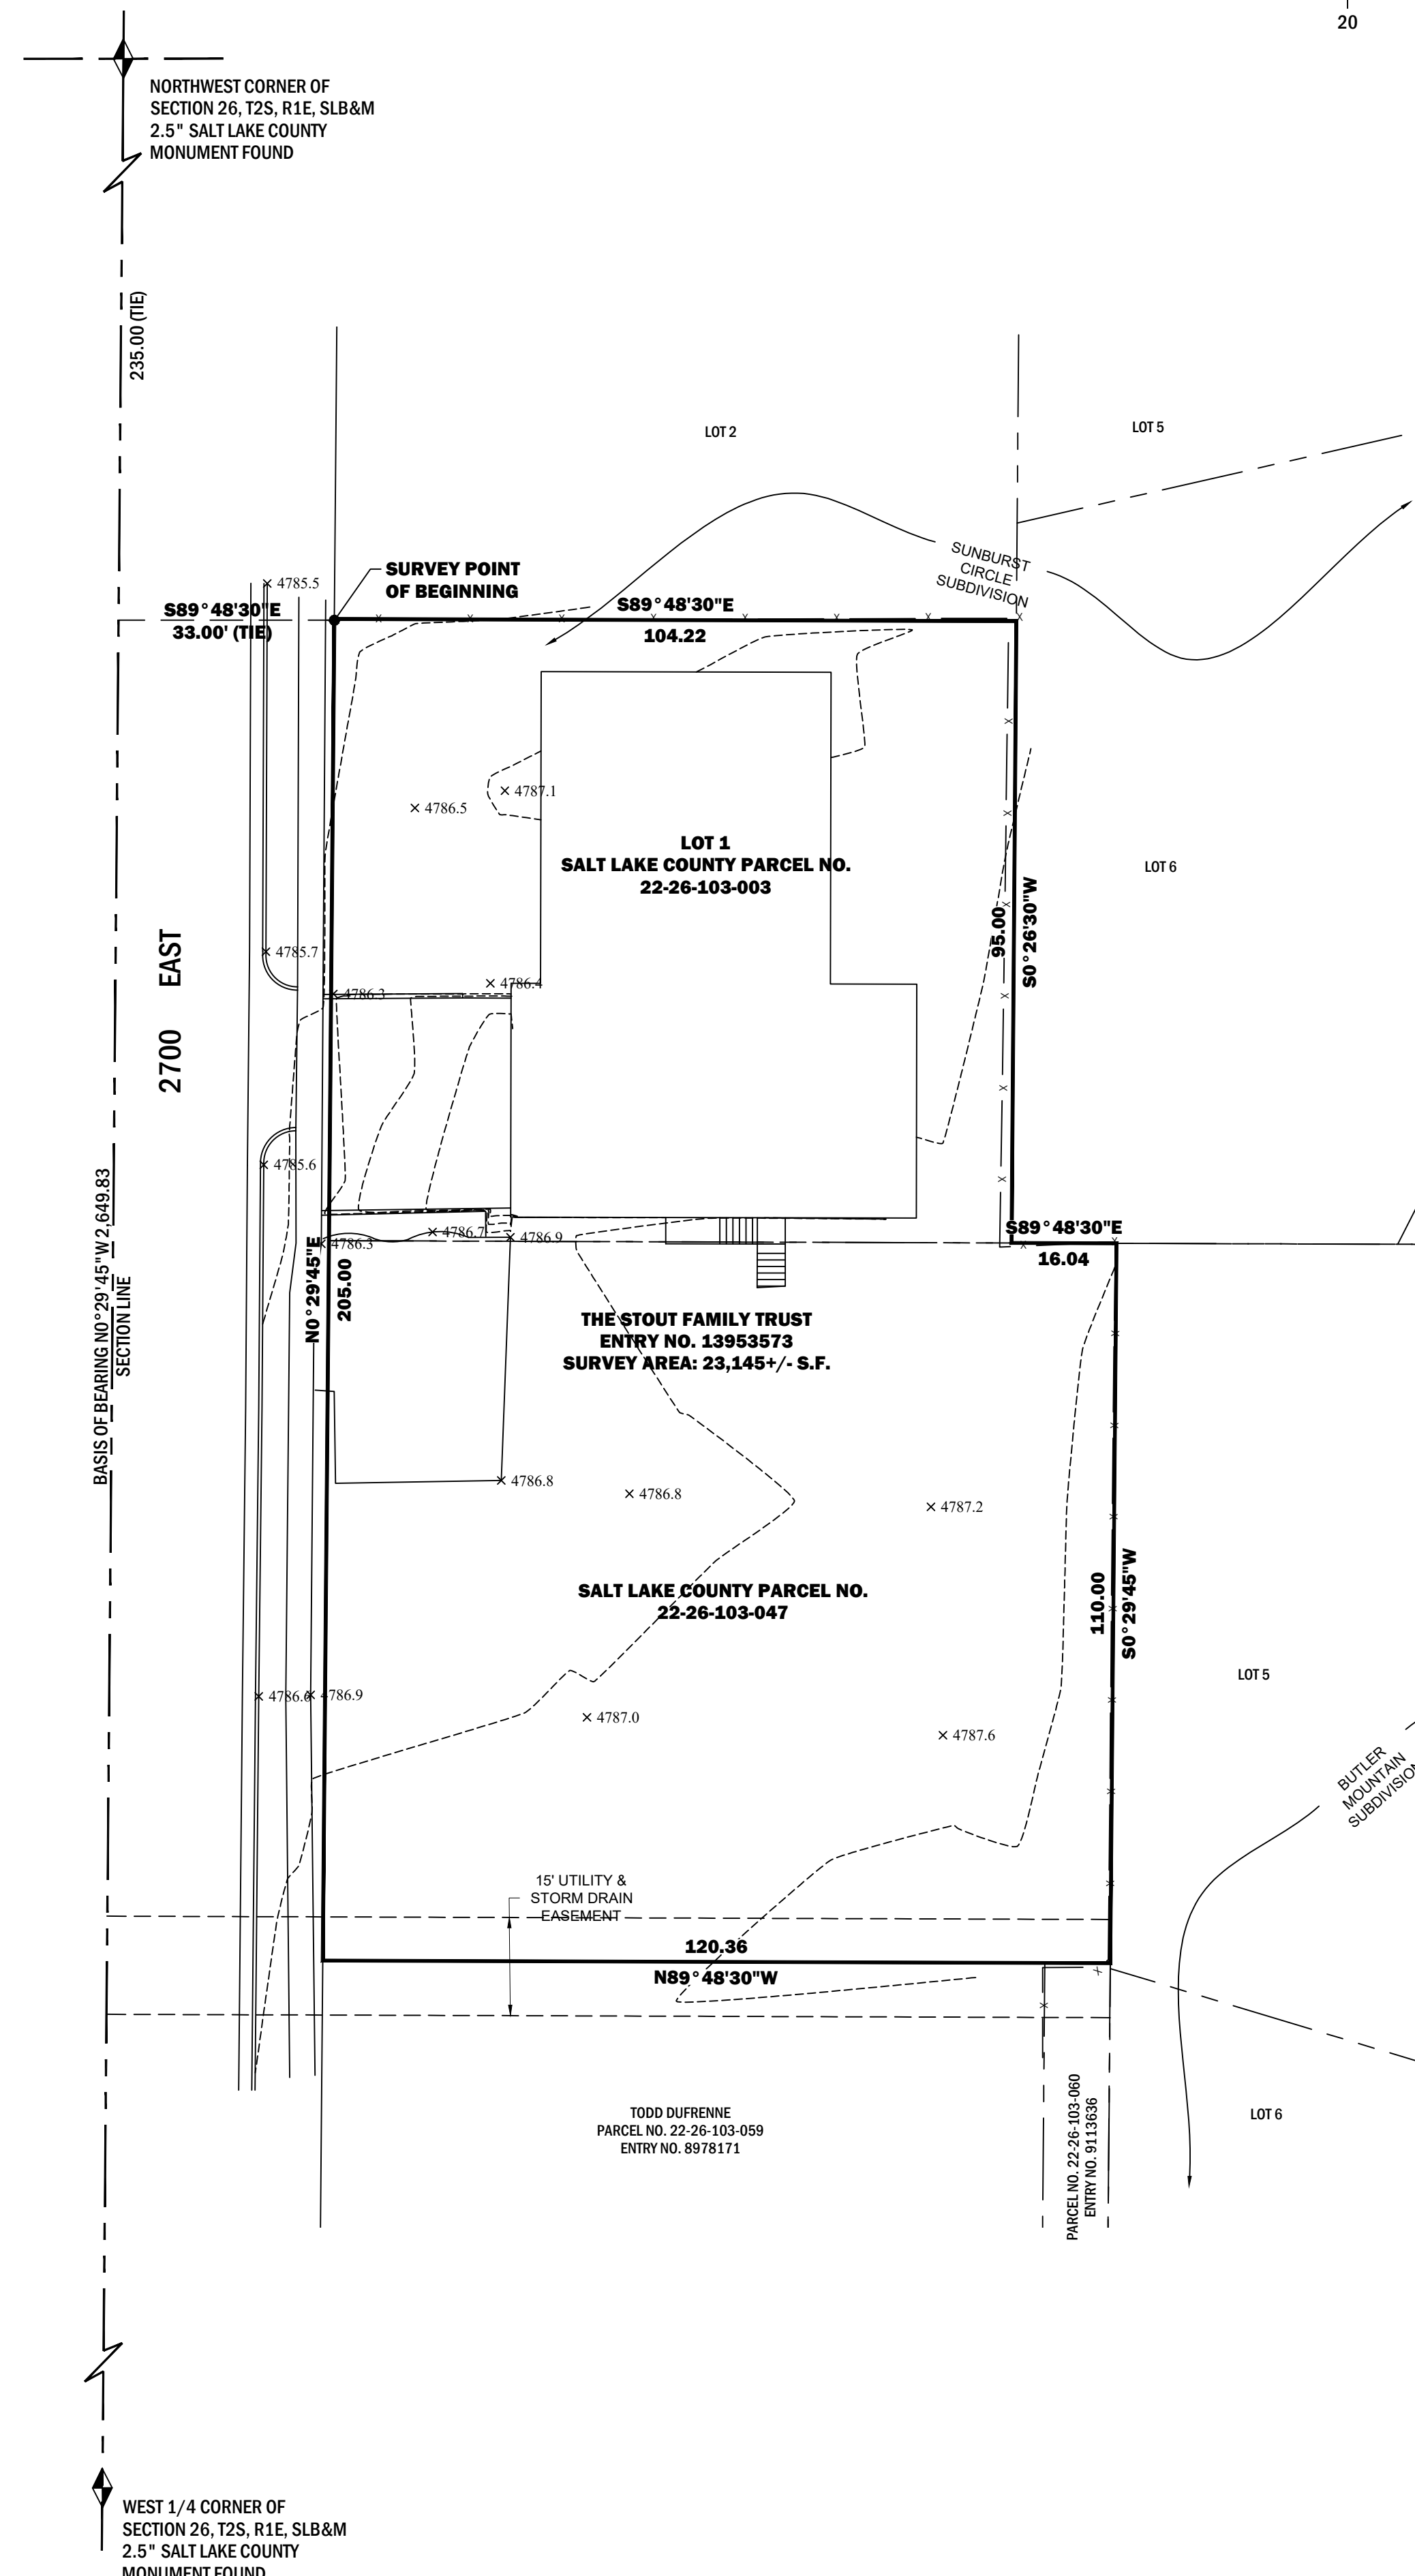 20
NORTHWEST CORNER OF
SECTION 26, T2S, R1E, SLB&M
2.5" SALT LAKE COUNTY
MONUMENT FOUND
235.00 (TIE)
LOT 2
LOT 5
SUNBURST
CIRCLE
SUBDIVISION
SURVEY POINT
OF BEGINNING
4785.5
S89°48'30"E
33.00' (TIE)
S89°48'30"E
104.22
4787.1
4786.5
LOT 1
SALT LAKE COUNTY PARCEL NO.
22-26-103-003
LOT 6
95.00
S0°26'30"W
2700 EAST
4785.7
4786.4
4786.3
4785.6
4786.7
4786.9
4786.3
S89°48'30"E
16.04
BASIS OF BEARING N0°29'45"W 2,649.83
SECTION LINE
N0°29'45"E
205.00
THE STOUT FAMILY TRUST
ENTRY NO. 13953573
SURVEY AREA: 23,145+/- S.F.
4786.8
4786.8
4787.2
SALT LAKE COUNTY PARCEL NO.
22-26-103-047
110.00
S0°29'45"W
LOT 5
4786.9
4787.0
4787.6
BUTLER
MOUNTAIN
SUBDIVISION
15' UTILITY &
STORM DRAIN
EASEMENT
120.36
N89°48'30"W
TODD DUFRENNE
PARCEL NO. 22-26-103-059
ENTRY NO. 8978171
PARCEL NO. 22-26-103-060
ENTRY NO. 9113636
LOT 6
WEST 1/4 CORNER OF
SECTION 26, T2S, R1E, SLB&M
2.5" SALT LAKE COUNTY
MONUMENT FOUND